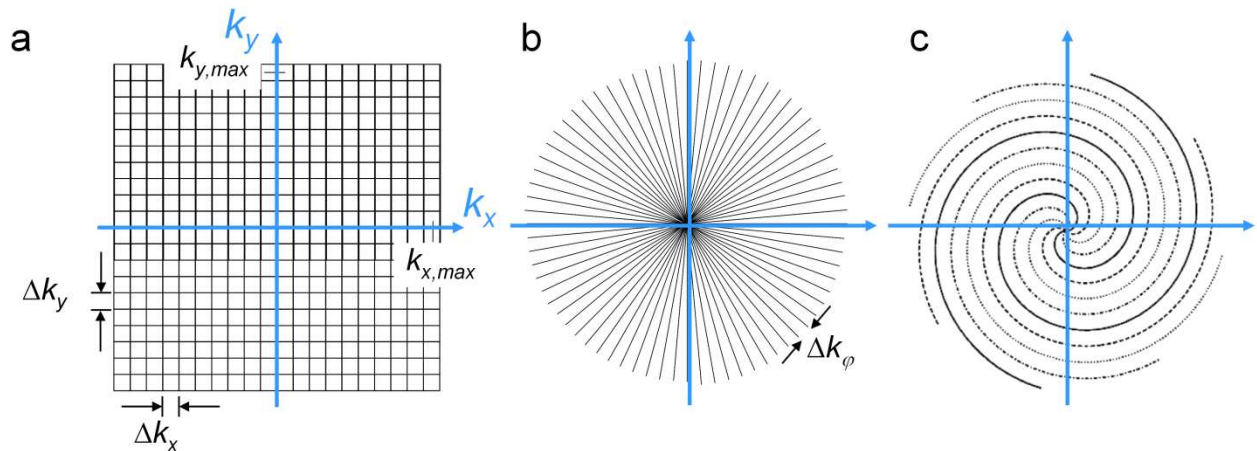 a
k_y
k_y,max
k_x
k_x,max
Δk_y
Δk_x
b
Δk_φ
c